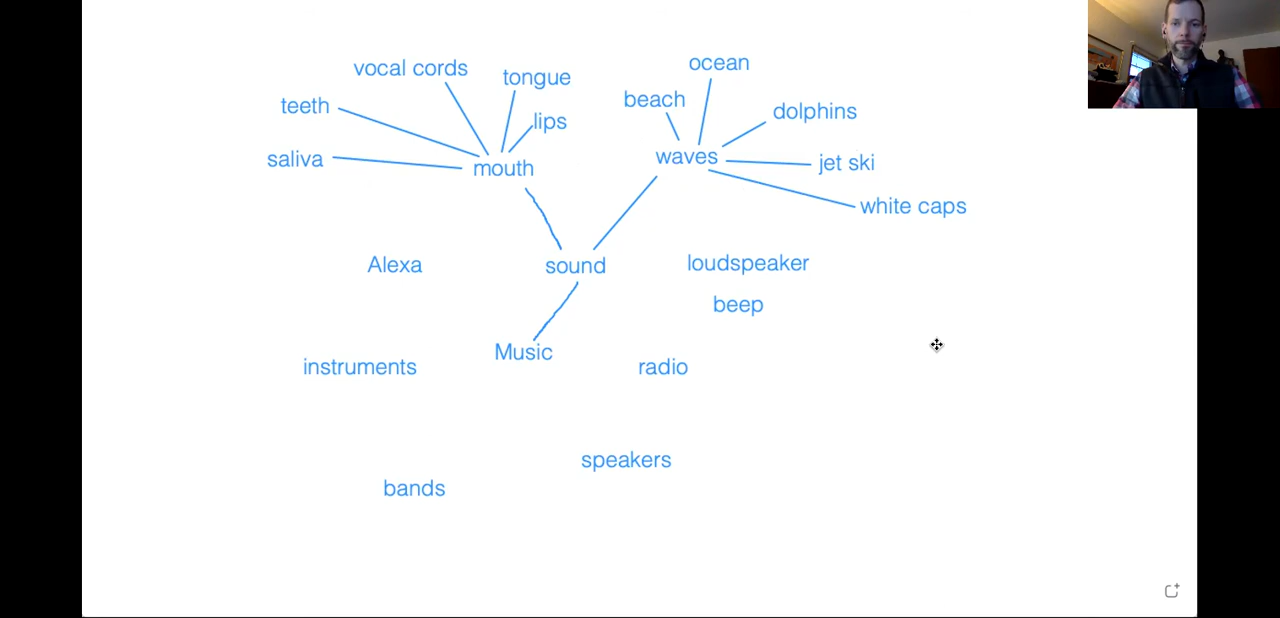 vocal cords
tongue
ocean
teeth
lips
beach
dolphins
saliva
mouth
waves
jet ski
white caps
Alexa
sound
loudspeaker
beep
instruments
Music
radio
speakers
bands